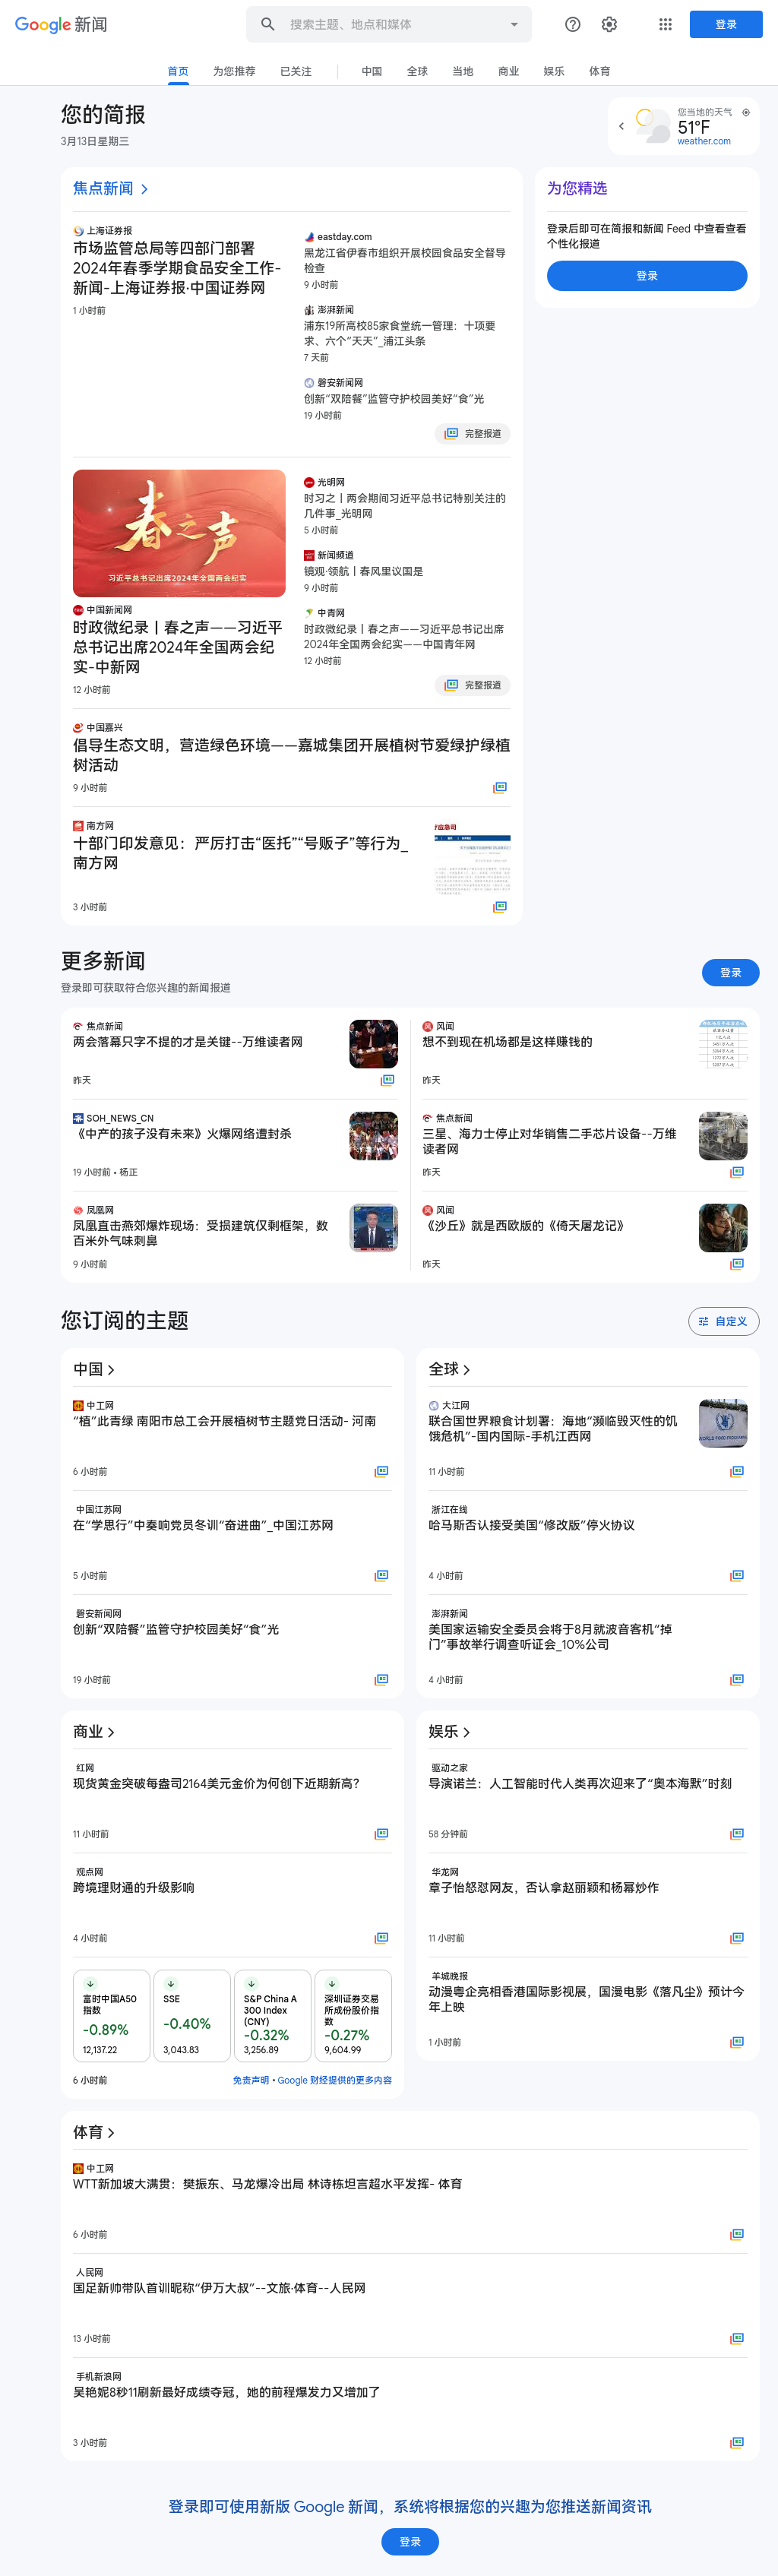 Google 新闻
搜索主题、地点和媒体
登录
首页
为您推荐
已关注
中国
全球
当地
商业
娱乐
体育
您的简报
3月13日星期三
您当地的天气
51°F
weather.com
焦点新闻
上海证券报
市场监管总局等四部门部署
2024年春季学期食品安全工作-
新闻-上海证券报·中国证券网
1 小时前
eastday.com
黑龙江省伊春市组织开展校园食品安全督导
检查
9 小时前
澎湃新闻
浦东19所高校85家食堂统一管理：十项要
求、六个“天天”_浦江头条
7 天前
磐安新闻网
创新“双陪餐”监管守护校园美好“食”光
19 小时前
完整报道
春之声
习近平总书记出席2024年全国两会纪实
中国新闻网
时政微纪录丨春之声——习近平
总书记出席2024年全国两会纪
实-中新网
12 小时前
光明网
时习之丨两会期间习近平总书记特别关注的
几件事_光明网
5 小时前
新闻频道
镜观·领航丨春风里议国是
9 小时前
中青网
时政微纪录丨春之声——习近平总书记出席
2024年全国两会纪实——中国青年网
12 小时前
完整报道
中国嘉兴
倡导生态文明，营造绿色环境——嘉城集团开展植树节爱绿护绿植
树活动
9 小时前
南方网
十部门印发意见：严厉打击“医托”“号贩子”等行为_
南方网
3 小时前
为您精选
登录后即可在简报和新闻 Feed 中查看查看
个性化报道
登录
更多新闻
登录即可获取符合您兴趣的新闻报道
登录
焦点新闻
两会落幕只字不提的才是关键--万维读者网
昨天
风闻
想不到现在机场都是这样赚钱的
昨天
SOH_NEWS_CN
《中产的孩子没有未来》火爆网络遭封杀
19 小时前 • 杨正
焦点新闻
三星、海力士停止对华销售二手芯片设备--万维
读者网
昨天
凤凰网
凤凰直击燕郊爆炸现场：受损建筑仅剩框架，数
百米外气味刺鼻
9 小时前
风闻
《沙丘》就是西欧版的《倚天屠龙记》
昨天
您订阅的主题
自定义
中国
中工网
“植”此青绿 南阳市总工会开展植树节主题党日活动- 河南
6 小时前
中国江苏网
在“学思行”中奏响党员冬训“奋进曲”_中国江苏网
5 小时前
磐安新闻网
创新“双陪餐”监管守护校园美好“食”光
19 小时前
全球
大江网
联合国世界粮食计划署：海地“濒临毁灭性的饥
饿危机”-国内国际-手机江西网
WORLD FOOD PROGRAMME
11 小时前
浙江在线
哈马斯否认接受美国“修改版”停火协议
4 小时前
澎湃新闻
美国家运输安全委员会将于8月就波音客机“掉
门”事故举行调查听证会_10%公司
4 小时前
商业
红网
现货黄金突破每盎司2164美元金价为何创下近期新高？
11 小时前
观点网
跨境理财通的升级影响
4 小时前
富时中国A50
指数
-0.89%
12,137.22
SSE
-0.40%
3,043.83
S&P China A
300 Index
(CNY)
-0.32%
3,256.89
深圳证券交易
所成份股价指
数
-0.27%
9,604.99
6 小时前
免责声明 • Google 财经提供的更多内容
娱乐
驱动之家
导演诺兰：人工智能时代人类再次迎来了“奥本海默”时刻
58 分钟前
华龙网
章子怡怒怼网友，否认拿赵丽颖和杨幂炒作
11 小时前
羊城晚报
动漫粤企亮相香港国际影视展，国漫电影《落凡尘》预计今
年上映
1 小时前
体育
中工网
WTT新加坡大满贯：樊振东、马龙爆冷出局 林诗栋坦言超水平发挥- 体育
6 小时前
人民网
国足新帅带队首训昵称“伊万大叔”--文旅·体育--人民网
13 小时前
手机新浪网
吴艳妮8秒11刷新最好成绩夺冠，她的前程爆发力又增加了
3 小时前
登录即可使用新版 Google 新闻，系统将根据您的兴趣为您推送新闻资讯
登录